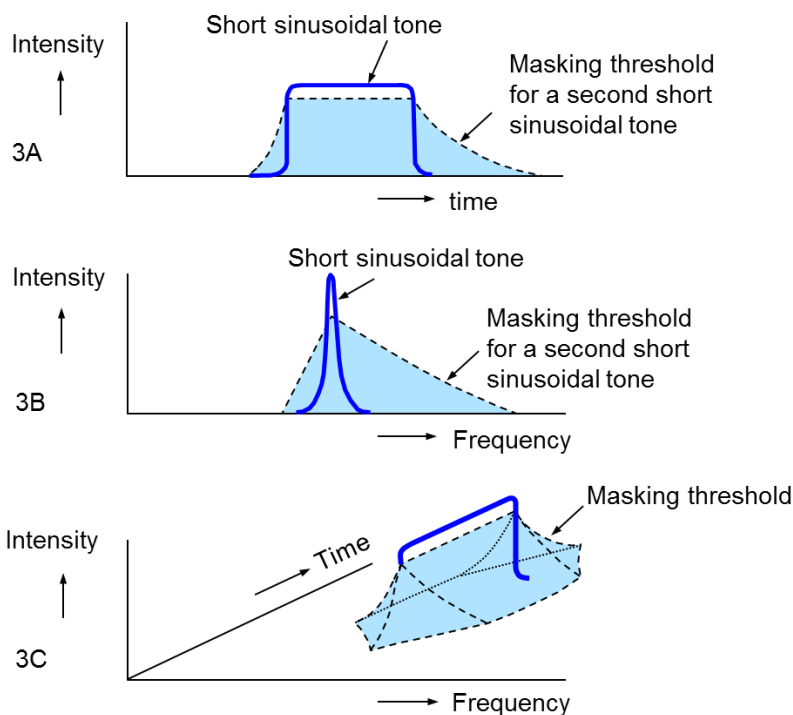 Short sinusoidal tone
Intensity
Masking threshold
for a second short
sinusoidal tone
3A
time
Short sinusoidal tone
Intensity
Masking threshold
for a second short
sinusoidal tone
3B
Frequency
Masking threshold
Intensity
Time
3C
Frequency